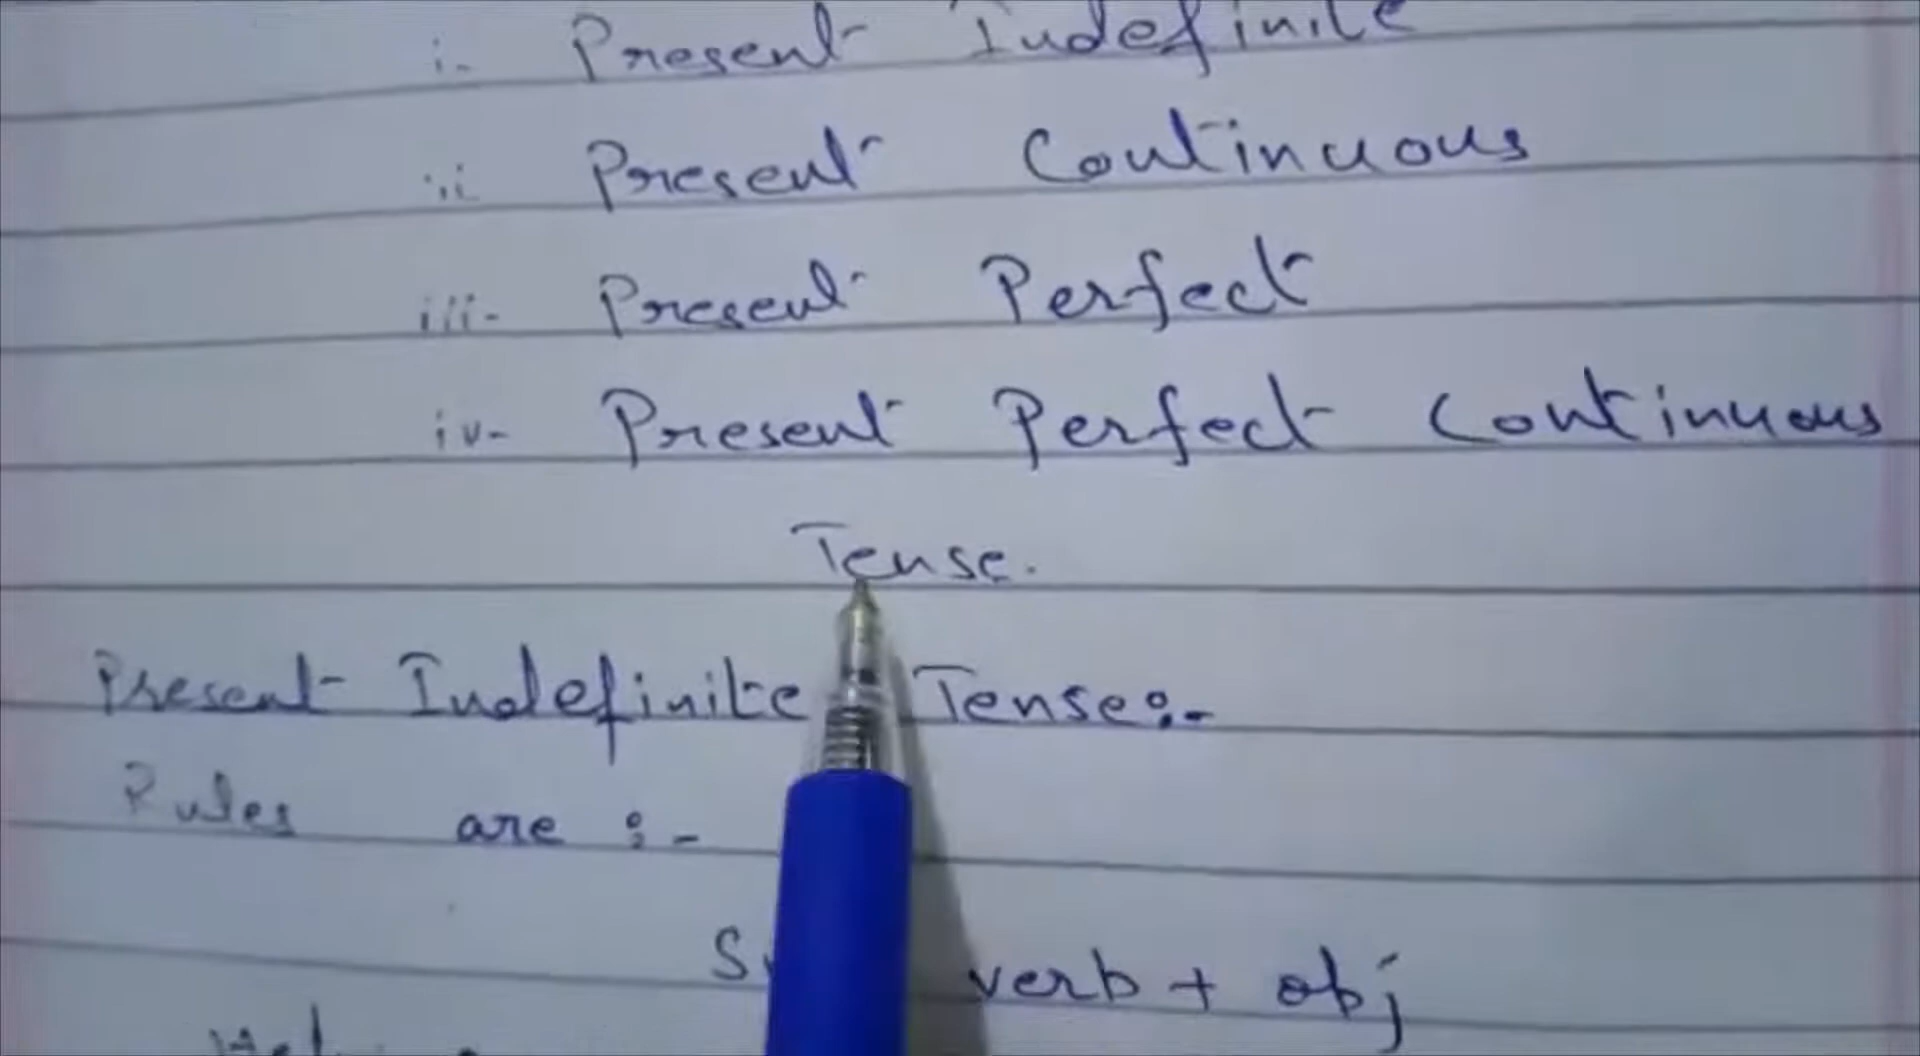 i- Present Indefinite
ii Present Continuous
iii- Present Perfect
iv- Present Perfect Continuous
Tense.
Present Indefinite Tense:-
Rules are :-
verb + obj